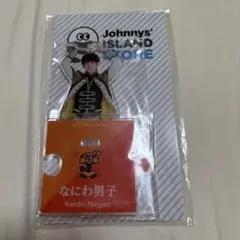 Johnnys'
ISLAND
STORE
なにわ男子
Kento Nagao